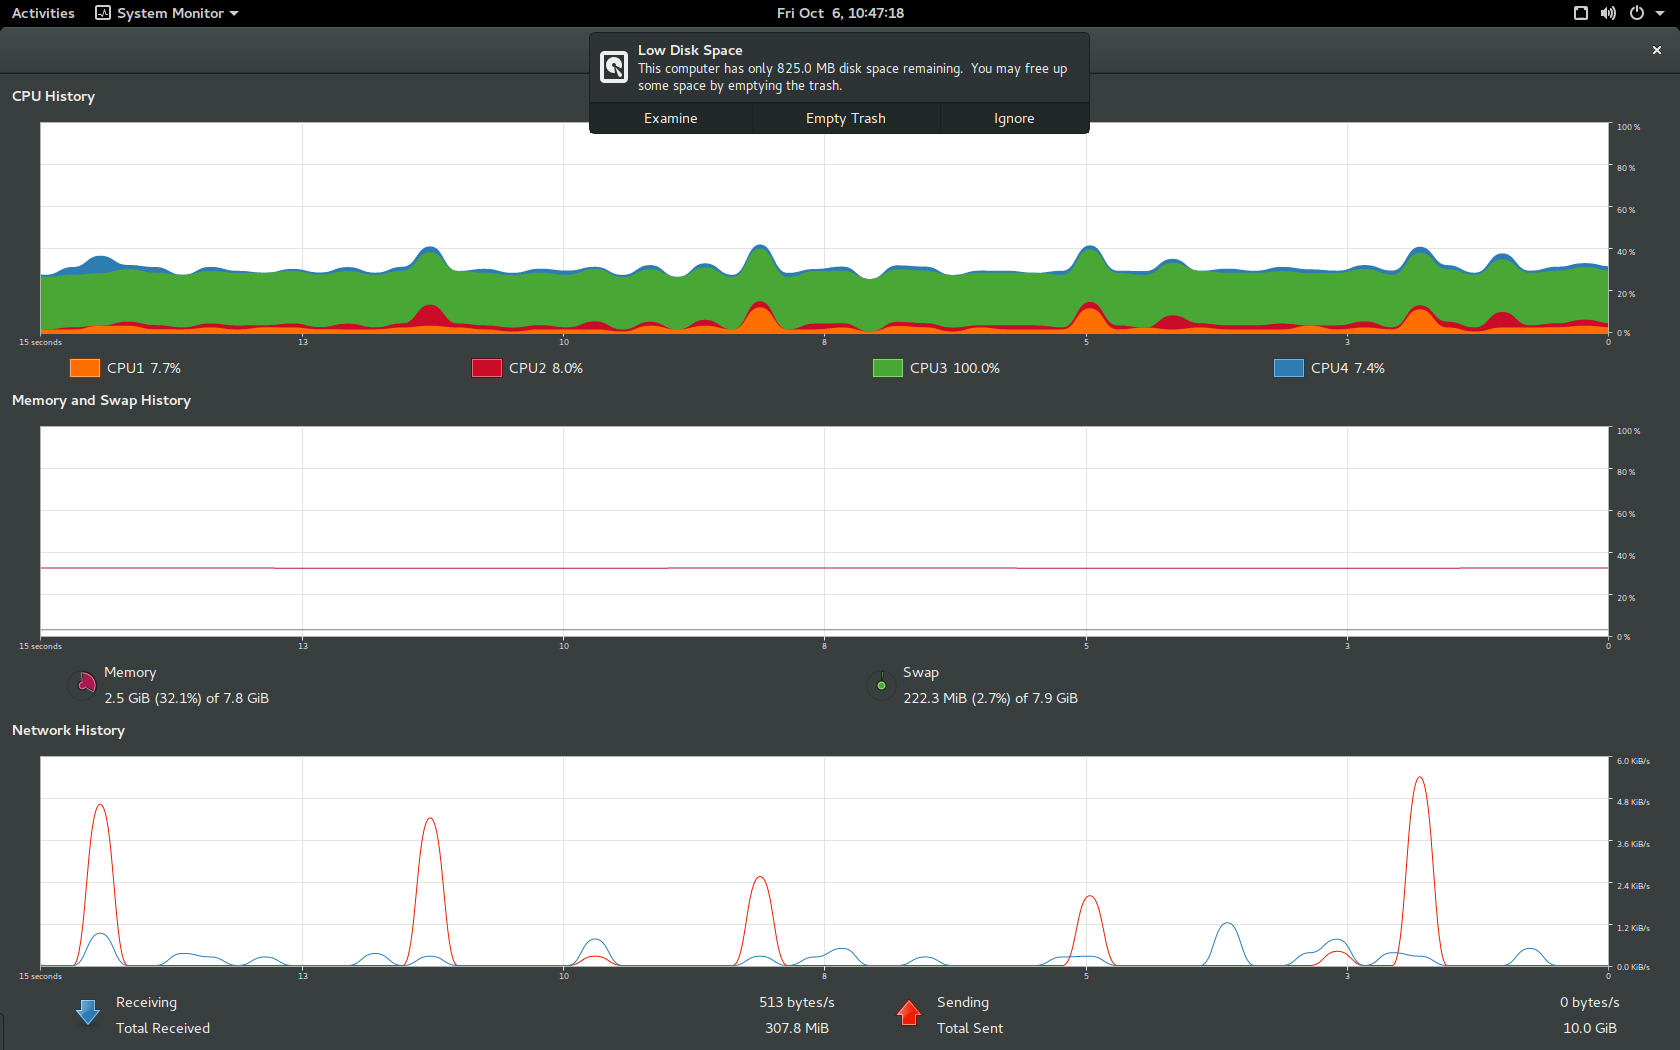 Activities System Monitor Fri Oct 6, 10:47:18
Low Disk Space
This computer has only 825.0 MB disk space remaining. You may free up
some space by emptying the trash.
Examine Empty Trash Ignore
CPU History
100 %
80 %
60 %
40 %
20 %
0 %
15 seconds 13 10 8 5 3 0
CPU1 7.7% CPU2 8.0% CPU3 100.0% CPU4 7.4%
Memory and Swap History
100 %
80 %
60 %
40 %
20 %
0 %
15 seconds 13 10 8 5 3 0
Memory Swap
2.5 GiB (32.1%) of 7.8 GiB 222.3 MiB (2.7%) of 7.9 GiB
Network History
6.0 KiB/s
4.8 KiB/s
3.6 KiB/s
2.4 KiB/s
1.2 KiB/s
0.0 KiB/s
15 seconds 13 10 8 5 3 0
Receiving 513 bytes/s Sending 0 bytes/s
Total Received 307.8 MiB Total Sent 10.0 GiB